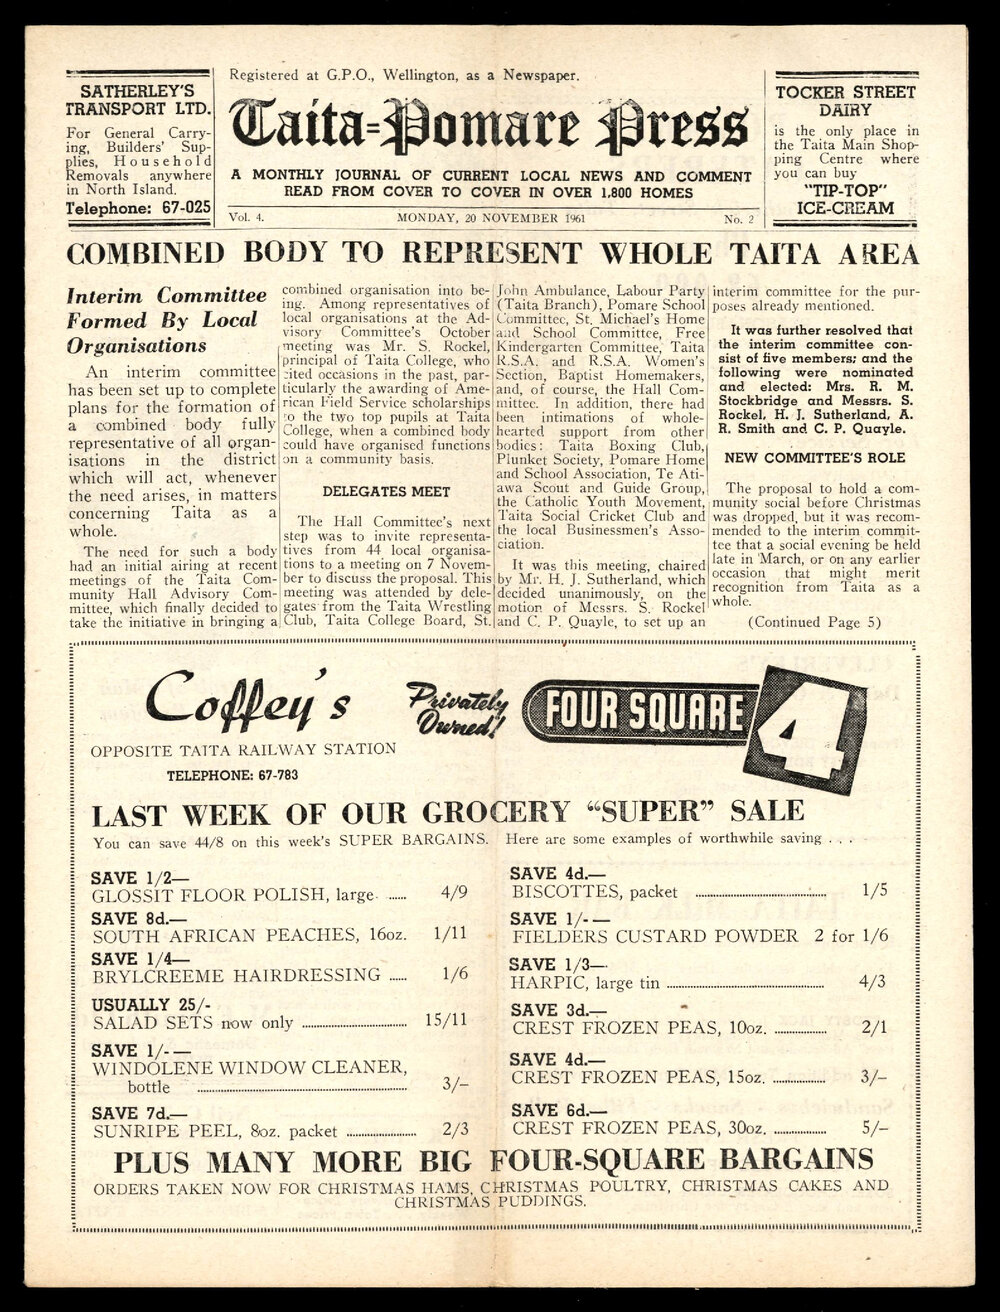 SATHERLEY'S
TRANSPORT LTD.
For General Carry-
ing, Builders' Sup-
plies, Household
Removals anywhere
in North Island.
Telephone: 67-025
Registered at G.P.O., Wellington, as a Newspaper.
Taita=Pomare Press
A MONTHLY JOURNAL OF CURRENT LOCAL NEWS AND COMMENT
READ FROM COVER TO COVER IN OVER 1,800 HOMES
Vol. 4. MONDAY, 20 NOVEMBER 1961 No. 2
TOCKER STREET
DAIRY
is the only place in
the Taita Main Shop-
ping Centre where
you can buy
"TIP-TOP"
ICE-CREAM
COMBINED BODY TO REPRESENT WHOLE TAITA AREA
Interim Committee
Formed By Local
Organisations
An interim committee
has been set up to complete
plans for the formation of
a combined body fully
representative of all organ-
isations in the district
which will act, whenever
the need arises, in matters
concerning Taita as a
whole.
The need for such a body
had an initial airing at recent
meetings of the Taita Com-
munity Hall Advisory Com-
mittee, which finally decided to
take the initiative in bringing a
combined organisation into be-
ing. Among representatives of
local organisations at the Ad-
visory Committee's October
meeting was Mr. S. Rockel,
principal of Taita College, who
cited occasions in the past, par-
ticularly the awarding of Ame-
rican Field Service scholarships
to the two top pupils at Taita
College, when a combined body
could have organised functions
on a community basis.
DELEGATES MEET
The Hall Committee's next
step was to invite representa-
tives from 44 local organisa-
tions to a meeting on 7 Novem-
ber to discuss the proposal. This
meeting was attended by dele-
gates from the Taita Wrestling
Club, Taita College Board, St.
John Ambulance, Labour Party
(Taita Branch), Pomare School
Committee, St. Michael's Home
and School Committee, Free
Kindergarten Committee, Taita
R.S.A. and R.S.A. Women's
Section, Baptist Homemakers,
and, of course, the Hall Com-
mittee. In addition, there had
been intimations of whole-
hearted support from other
bodies: Taita Boxing Club,
Plunket Society, Pomare Home
and School Association, Te Ati-
awa Scout and Guide Group,
the Catholic Youth Movement,
Taita Social Cricket Club and
the local Businessmen's Asso-
ciation.
It was this meeting, chaired
by Mr. H. J. Sutherland, which
decided unanimously, on the
motion of Messrs. S. Rockel
and C. P. Quayle, to set up an
interim committee for the pur-
poses already mentioned.
It was further resolved that
the interim committee con-
sist of five members; and the
following were nominated
and elected: Mrs. R. M.
Stockbridge and Messrs. S.
Rockel, H. J. Sutherland, A.
R. Smith and C. P. Quayle.
NEW COMMITTEE'S ROLE
The proposal to hold a com-
munity social before Christmas
was dropped, but it was recom-
mended to the interim commit-
tee that a social evening be held
late in March, or on any earlier
occasion that might merit
recognition from Taita as a
whole.
(Continued Page 5)
Coffey's
Privately
Owned!
FOUR SQUARE 4
OPPOSITE TAITA RAILWAY STATION
TELEPHONE: 67-783
LAST WEEK OF OUR GROCERY "SUPER" SALE
You can save 44/8 on this week's SUPER BARGAINS. Here are some examples of worthwhile saving . . .
SAVE 1/2—
GLOSSIT FLOOR POLISH, large ...... 4/9
SAVE 8d.—
SOUTH AFRICAN PEACHES, 16oz. 1/11
SAVE 1/4—
BRYLCREEME HAIRDRESSING ...... 1/6
USUALLY 25/-
SALAD SETS now only ...... 15/11
SAVE 1/-—
WINDOLENE WINDOW CLEANER,
bottle ...... 3/–
SAVE 7d.—
SUNRIPE PEEL, 8oz. packet ...... 2/3
SAVE 4d.—
BISCOTTES, packet ...... 1/5
SAVE 1/-—
FIELDERS CUSTARD POWDER 2 for 1/6
SAVE 1/3—
HARPIC, large tin ...... 4/3
SAVE 3d.—
CREST FROZEN PEAS, 10oz. ...... 2/1
SAVE 4d.—
CREST FROZEN PEAS, 15oz. ...... 3/–
SAVE 6d.—
CREST FROZEN PEAS, 30oz. ...... 5/–
PLUS MANY MORE BIG FOUR-SQUARE BARGAINS
ORDERS TAKEN NOW FOR CHRISTMAS HAMS, CHRISTMAS POULTRY, CHRISTMAS CAKES AND
CHRISTMAS PUDDINGS.